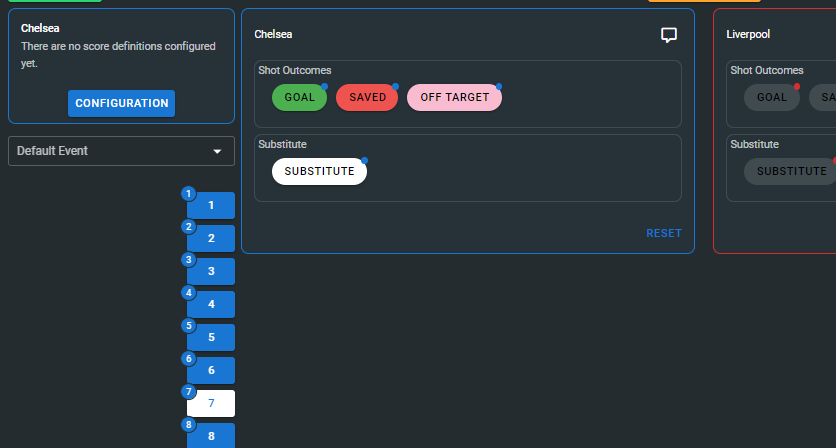 Chelsea
There are no score definitions configured
yet.
CONFIGURATION
Default Event
1
1
2
2
3
3
4
4
5
5
6
6
7
7
8
8
Chelsea
Shot Outcomes
GOAL
SAVED
OFF TARGET
Substitute
SUBSTITUTE
RESET
Liverpool
Shot Outcomes
GOAL
SA
Substitute
SUBSTITUTE